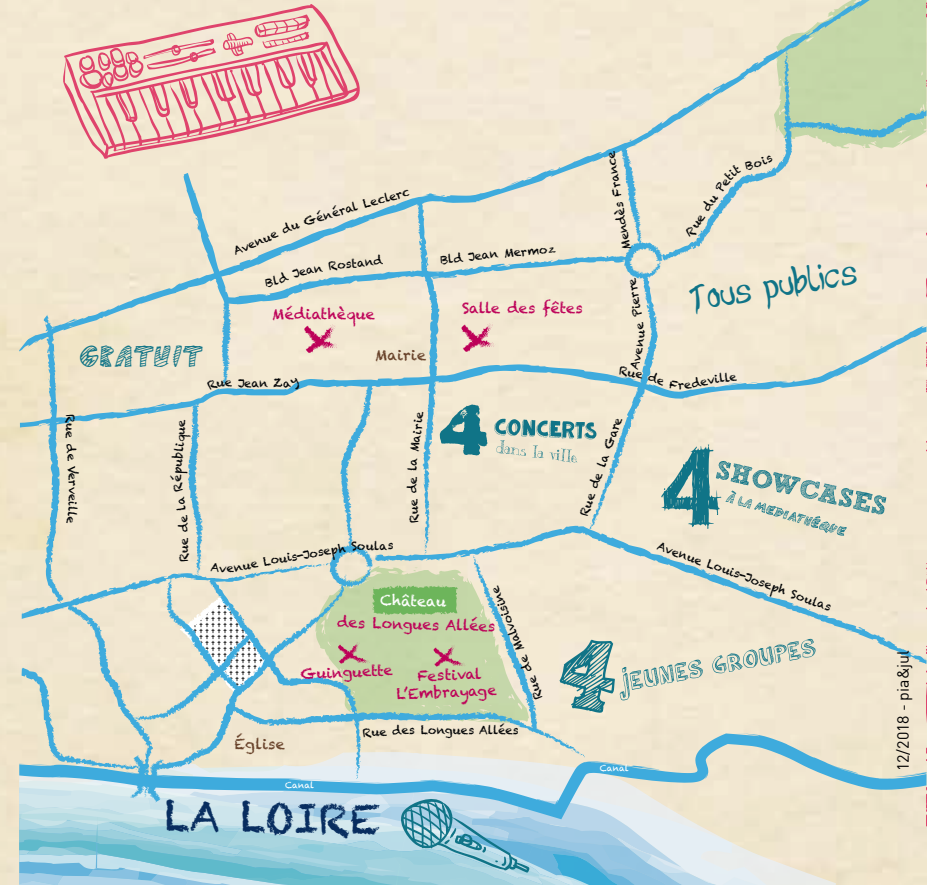 Avenue du Général Leclerc
Mendès France
Rue du Petit Bois
Bld Jean Rostand
Bld Jean Mermoz
Tous publics
Médiathèque
Salle des fêtes
Avenue Pierre
GRATUIT
Mairie
Rue Jean Zay
Rue de Fredeville
Rue de Verveille
Rue de la République
Rue de la Mairie
4 CONCERTS
dans la ville
Rue de la Gare
4 SHOWCASES
À LA MEDIATHÉQUE
Avenue Louis-Joseph Soulas
Avenue Louis-Joseph Soulas
Château
des Longues Allées
Rue de Malvoisine
Guinguette
Festival
L'Embrayage
4 JEUNES GROUPES
Rue des Longues Allées
Église
12/2018 - pia&jul
Canal
Canal
LA LOIRE